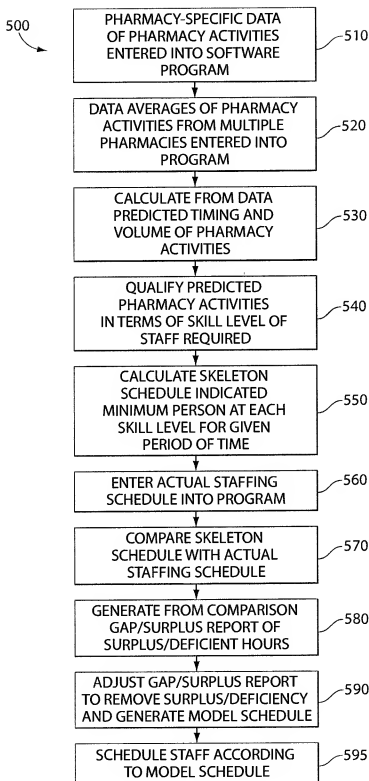 500
PHARMACY-SPECIFIC DATA
OF PHARMACY ACTIVITIES
ENTERED INTO SOFTWARE
PROGRAM
510
DATA AVERAGES OF PHARMACY
ACTIVITIES FROM MULTIPLE
PHARMACIES ENTERED INTO
PROGRAM
520
CALCULATE FROM DATA
PREDICTED TIMING AND
VOLUME OF PHARMACY
ACTIVITIES
530
QUALIFY PREDICTED
PHARMACY ACTIVITIES
IN TERMS OF SKILL LEVEL OF
STAFF REQUIRED
540
CALCULATE SKELETON
SCHEDULE INDICATED
MINIMUM PERSON AT EACH
SKILL LEVEL FOR GIVEN
PERIOD OF TIME
550
ENTER ACTUAL STAFFING
SCHEDULE INTO PROGRAM
560
COMPARE SKELETON
SCHEDULE WITH ACTUAL
STAFFING SCHEDULE
570
GENERATE FROM COMPARISON
GAP/SURPLUS REPORT OF
SURPLUS/DEFICIENT HOURS
580
ADJUST GAP/SURPLUS REPORT
TO REMOVE SURPLUS/DEFICIENCY
AND GENERATE MODEL SCHEDULE
590
SCHEDULE STAFF ACCORDING
TO MODEL SCHEDULE
595